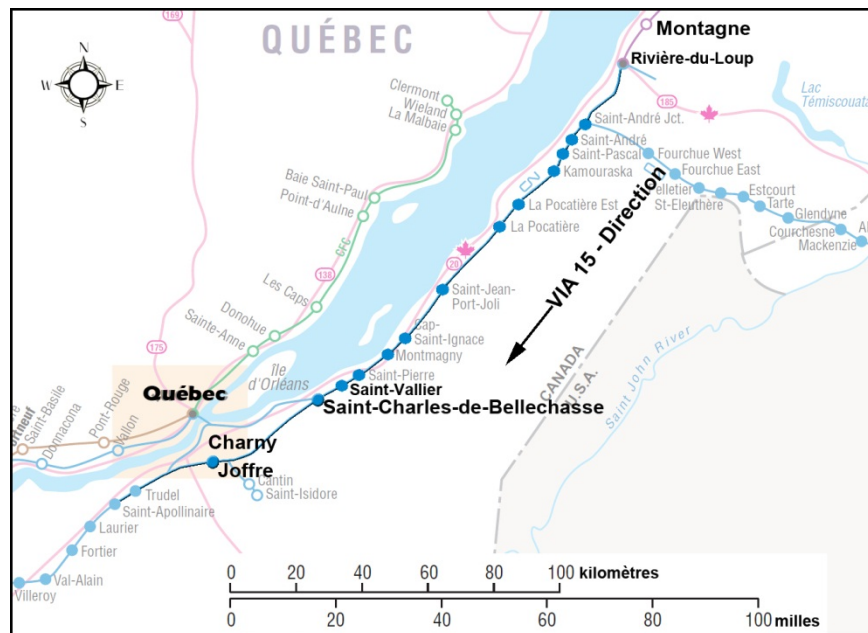 169
QUÉBEC
Montagne
Rivière-du-Loup
N
W
E
S
Clermont
Wieland
La Malbaie
185
Lac
Témiscouata
Saint-André Jct.
Saint-André
Saint-Pascal
Kamouraska
Fourchue West
Fourchue East
Pelletier
St-Eleuthère
Estcourt
Tarte
Glendyne
Courchesne
Mackenzie
CN
Baie Saint-Paul
Point-d'Aulne
La Pocatière Est
La Pocatière
VIA 15 - Direction
CFC
138
20
Les Caps
Saint-Jean-
Port-Joli
Donohue
Sainte-Anne
175
Cap-
Saint-Ignace
Montmagny
Saint-Pierre
Saint-Vallier
Saint-Charles-de-Bellechasse
Île
d'Orléans
CANADA
U.S.A.
Saint John River
Québec
Pont-Rouge
Vallon
Saint-Basile
Donnacona
Charny
Joffre
Cantin
Saint-Isidore
Trudel
Saint-Apollinaire
Laurier
Fortier
Val-Alain
Villeroy
0 20 40 60 80 100 kilomètres
0 20 40 60 80 100 milles